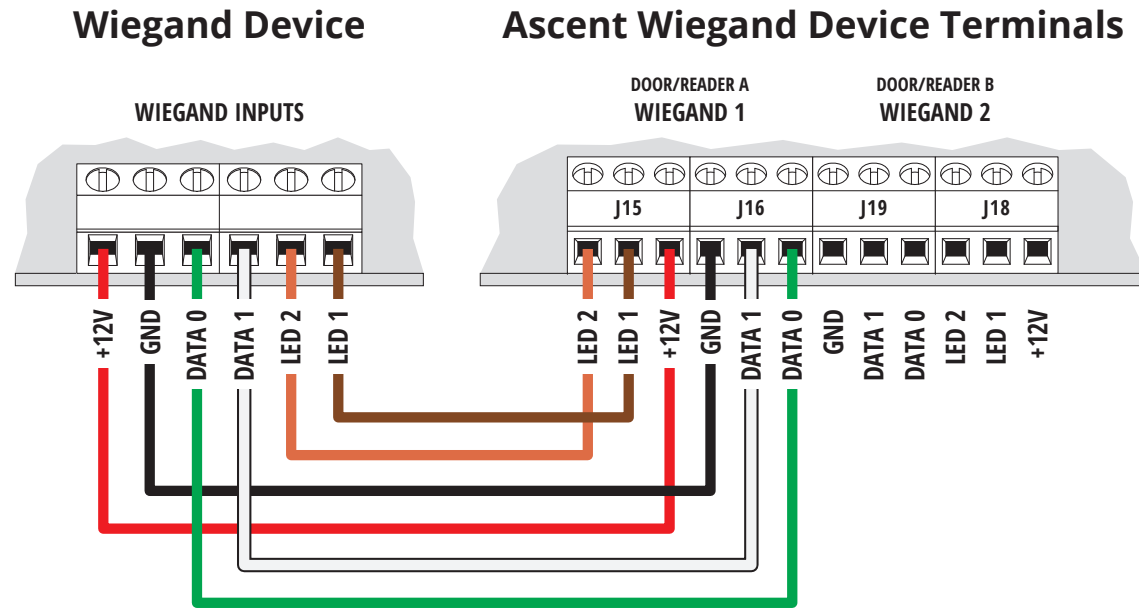 Wiegand Device
Ascent Wiegand Device Terminals
WIEGAND INPUTS
DOOR/READER A
WIEGAND 1
DOOR/READER B
WIEGAND 2
J15
J16
J19
J18
+12V
GND
DATA 0
DATA 1
LED 2
LED 1
LED 2
LED 1
+12V
GND
DATA 1
DATA 0
GND
DATA 1
DATA 0
LED 2
LED 1
+12V